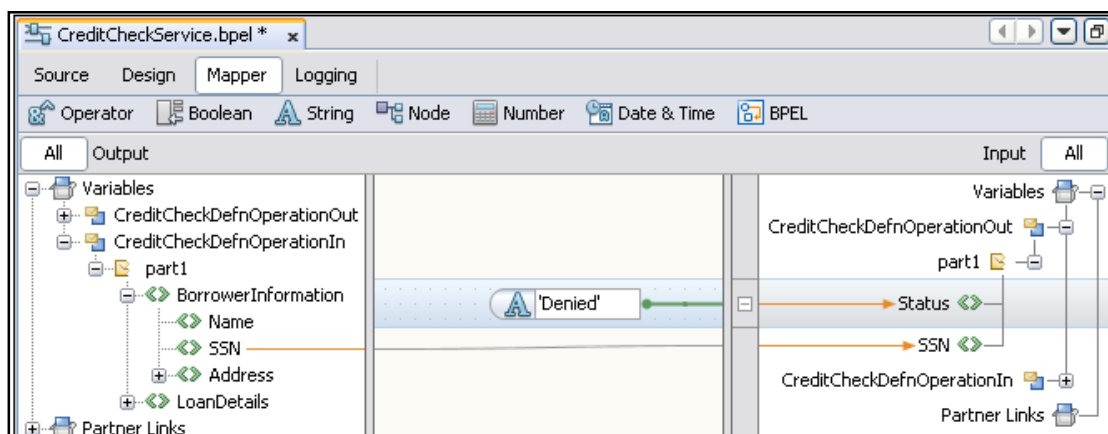 CreditCheckService.bpel * x
Source Design Mapper Logging
Operator Boolean String Node Number Date & Time BPEL
All Output Input All
Variables
CreditCheckDefnOperationOut
CreditCheckDefnOperationIn
part1
BorrowerInformation
Name
SSN
Address
LoanDetails
Partner Links
'Denied'
Variables
CreditCheckDefnOperationOut
part1
Status
SSN
CreditCheckDefnOperationIn
Partner Links